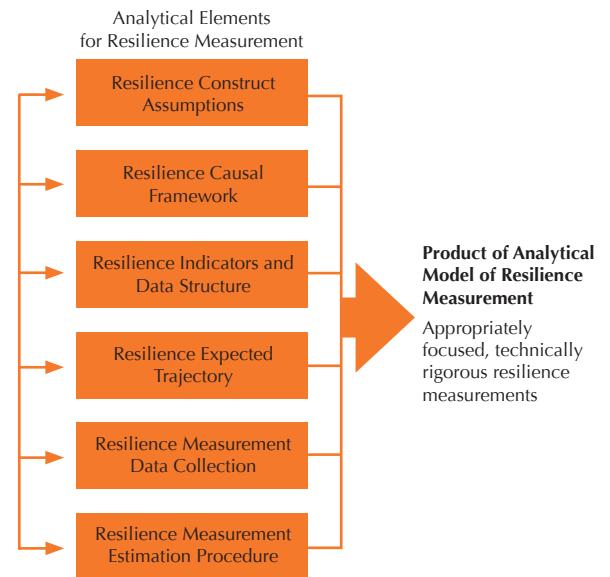 Analytical Elements
for Resilience Measurement
Resilience Construct
Assumptions
Resilience Causal
Framework
Resilience Indicators and
Data Structure
Resilience Expected
Trajectory
Resilience Measurement
Data Collection
Resilience Measurement
Estimation Procedure
Product of Analytical
Model of Resilience
Measurement
Appropriately
focused, technically
rigorous resilience
measurements